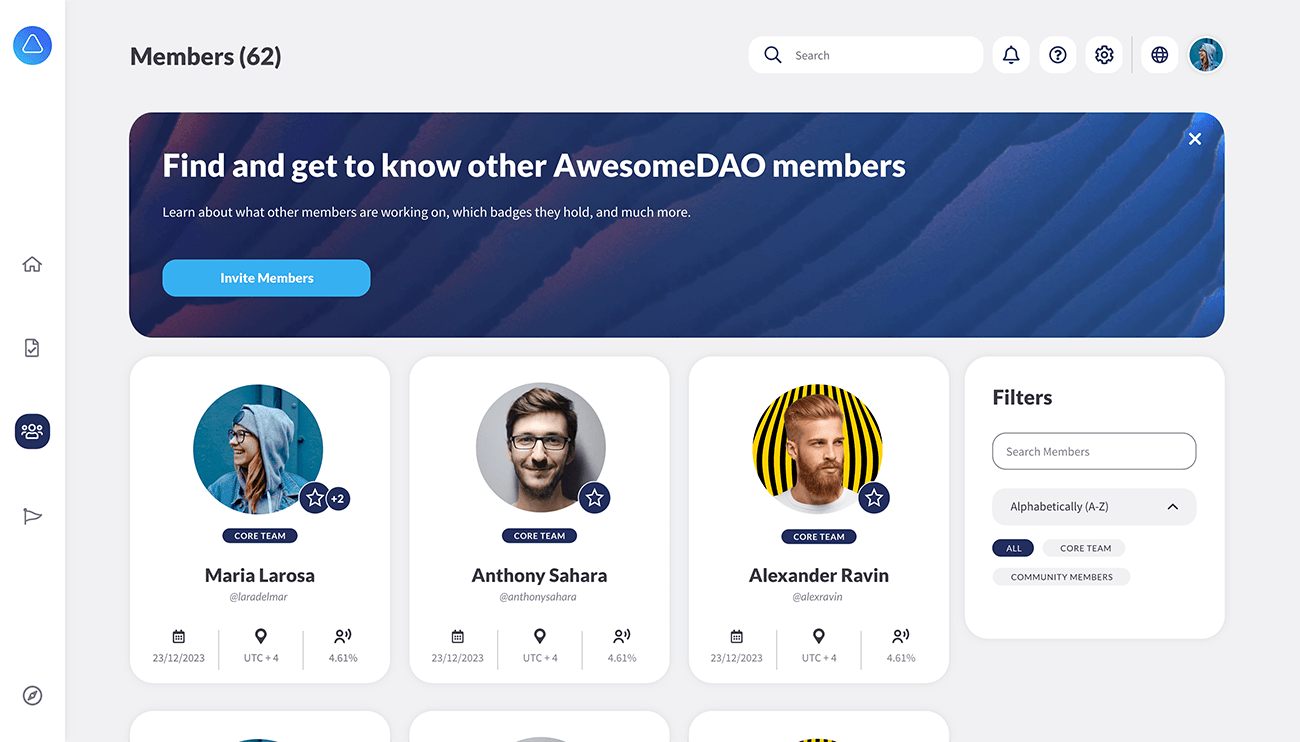 Members (62)
Search
Find and get to know other AwesomeDAO members
Learn about what other members are working on, which badges they hold, and much more.
Invite Members
+2
CORE TEAM
Maria Larosa
@laradelmar
23/12/2023
UTC + 4
4.61%
CORE TEAM
Anthony Sahara
@anthonysahara
23/12/2023
UTC + 4
4.61%
CORE TEAM
Alexander Ravin
@alexravin
23/12/2023
UTC + 4
4.61%
Filters
Search Members
Alphabetically (A-Z)
ALL
CORE TEAM
COMMUNITY MEMBERS